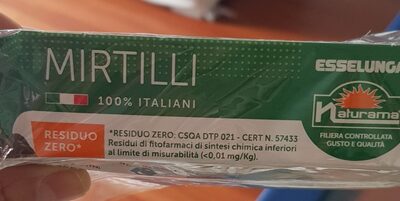 MIRTILLI
100% ITALIANI
ESSELUNGA
Naturama
FILIERA CONTROLLATA
GUSTO E QUALITÀ
RESIDUO
ZERO*
*RESIDUO ZERO: CSQA DTP 021 - CERT N. 57433
Residui di fitofarmaci di sintesi chimica inferiori
al limite di misurabilità (<0,01 mg/Kg).